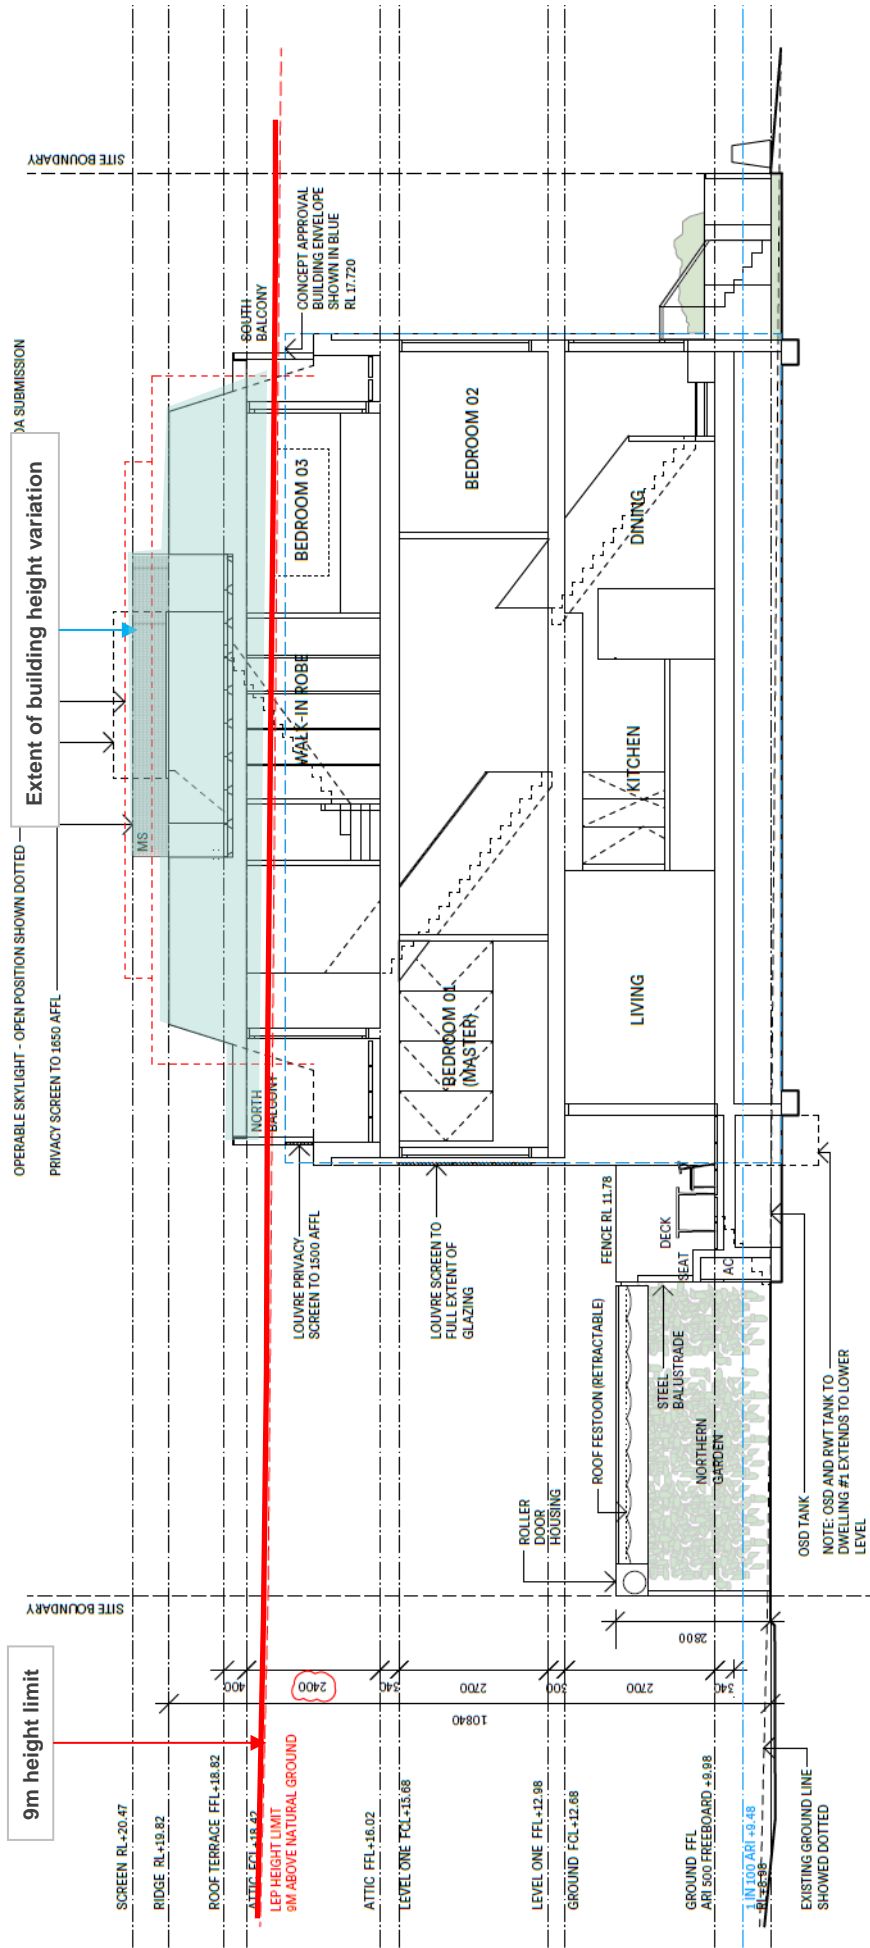 SITE BOUNDARY
OPERABLE SKYLIGHT - OPEN POSITION SHOWN DOTTED
DA SUBMISSION
PRIVACY SCREEN TO 1650 AFFL
Extent of building height variation
MS
SOUTH
BALCONY
CONCEPT APPROVAL
BUILDING ENVELOPE
SHOWN IN BLUE
RL 17.720
NORTH
BALCONY
WALK-IN ROBE
BEDROOM 03
LOUVRE PRIVACY
SCREEN TO 1500 AFFL
LOUVRE SCREEN TO
FULL EXTENT OF
GLAZING
BEDROOM 01
(MASTER)
BEDROOM 02
LIVING
KITCHEN
DINING
FENCE RL 11.78
DECK
SEAT
AC
ROLLER
DOOR
HOUSING
ROOF FESTOON (RETRACTABLE)
STEEL
BALUSTRADE
NORTHERN
GARDEN
OSD TANK
NOTE: OSD AND RWT TANK TO
DWELLING #1 EXTENDS TO LOWER
LEVEL
SITE BOUNDARY
9m height limit
400
2400
340
2700
300
2700
340
10840
2800
SCREEN RL+20.47
RIDGE RL+19.82
ROOF TERRACE FFL+18.82
ATTIC FCL+18.42
LEP HEIGHT LIMIT
9M ABOVE NATURAL GROUND
ATTIC FFL+16.02
LEVEL ONE FCL+15.68
LEVEL ONE FFL+12.98
GROUND FCL+12.68
GROUND FFL
ARI 500 FREEBOARD +9.98
1 IN 100 ARI +9.48
RL+8.98
EXISTING GROUND LINE
SHOWED DOTTED